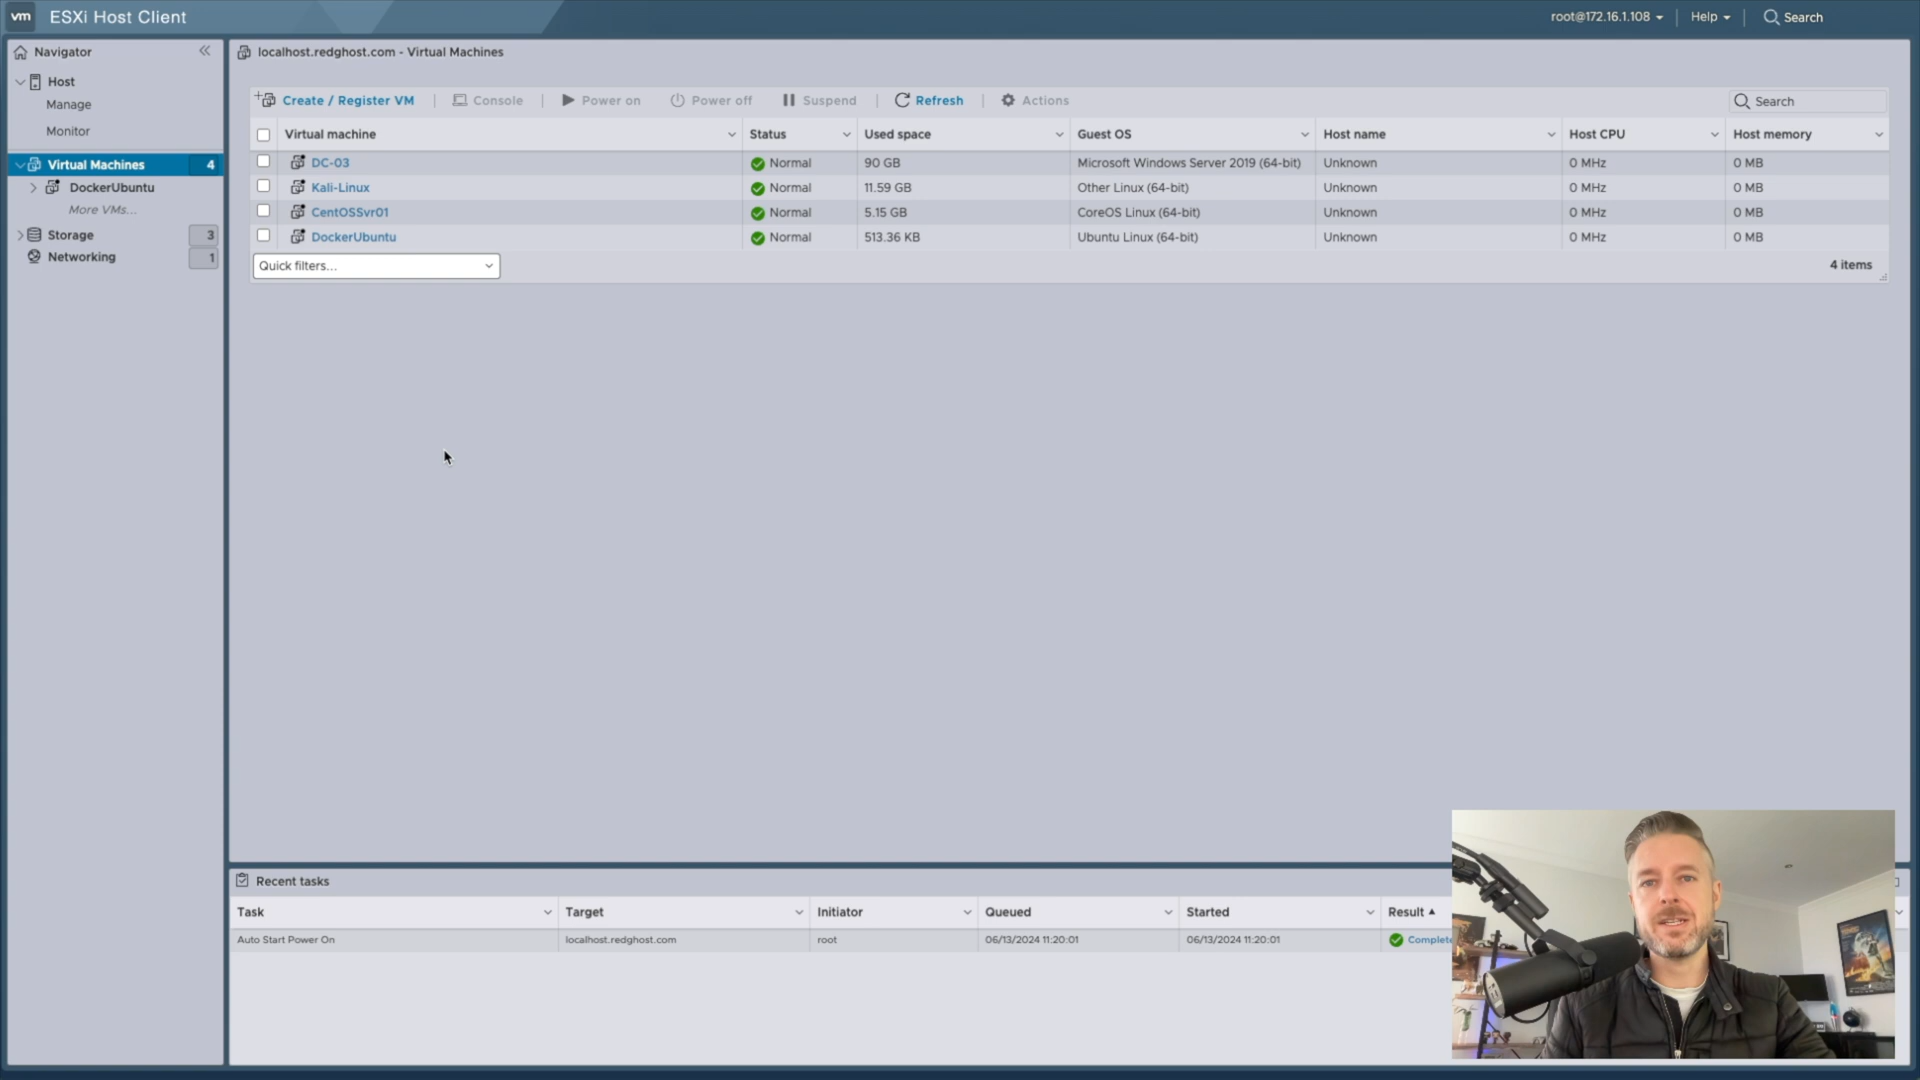 vm ESXi Host Client
root@172.16.1.108 Help Search
Navigator
Host
Manage
Monitor
Virtual Machines 4
DockerUbuntu
More VMs...
Storage 3
Networking 1
localhost.redghost.com - Virtual Machines
Create / Register VM | Console | Power on Power off Suspend | Refresh | Actions
Search
Virtual machine Status Used space Guest OS Host name Host CPU Host memory
DC-03 Normal 90 GB Microsoft Windows Server 2019 (64-bit) Unknown 0 MHz 0 MB
Kali-Linux Normal 11.59 GB Other Linux (64-bit) Unknown 0 MHz 0 MB
CentOSSvr01 Normal 5.15 GB CoreOS Linux (64-bit) Unknown 0 MHz 0 MB
DockerUbuntu Normal 513.36 KB Ubuntu Linux (64-bit) Unknown 0 MHz 0 MB
Quick filters...
4 items
Recent tasks
Task Target Initiator Queued Started Result
Auto Start Power On localhost.redghost.com root 06/13/2024 11:20:01 06/13/2024 11:20:01 Complete